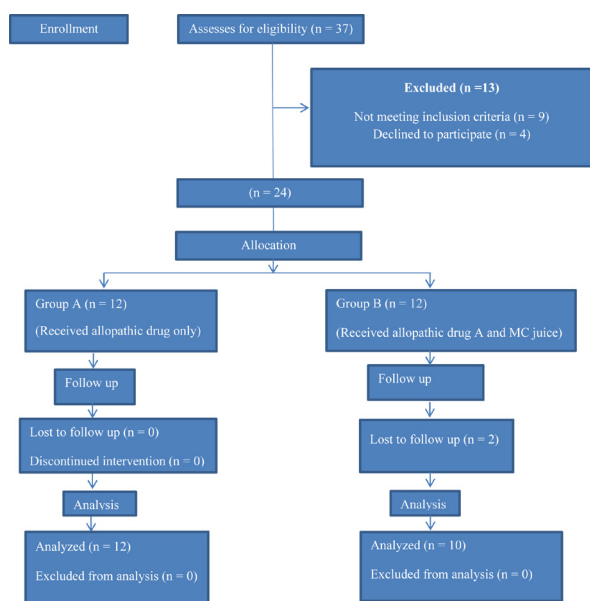 Enrollment
Assesses for eligibility (n = 37)
Excluded (n =13)
Not meeting inclusion criteria (n = 9)
Declined to participate (n = 4)
(n = 24)
Allocation
Group A (n = 12)
(Received allopathic drug only)
Group B (n = 12)
(Received allopathic drug A and MC juice)
Follow up
Follow up
Lost to follow up (n = 0)
Discontinued intervention (n = 0)
Lost to follow up (n = 2)
Analysis
Analysis
Analyzed (n = 12)
Excluded from analysis (n = 0)
Analyzed (n = 10)
Excluded from analysis (n = 0)